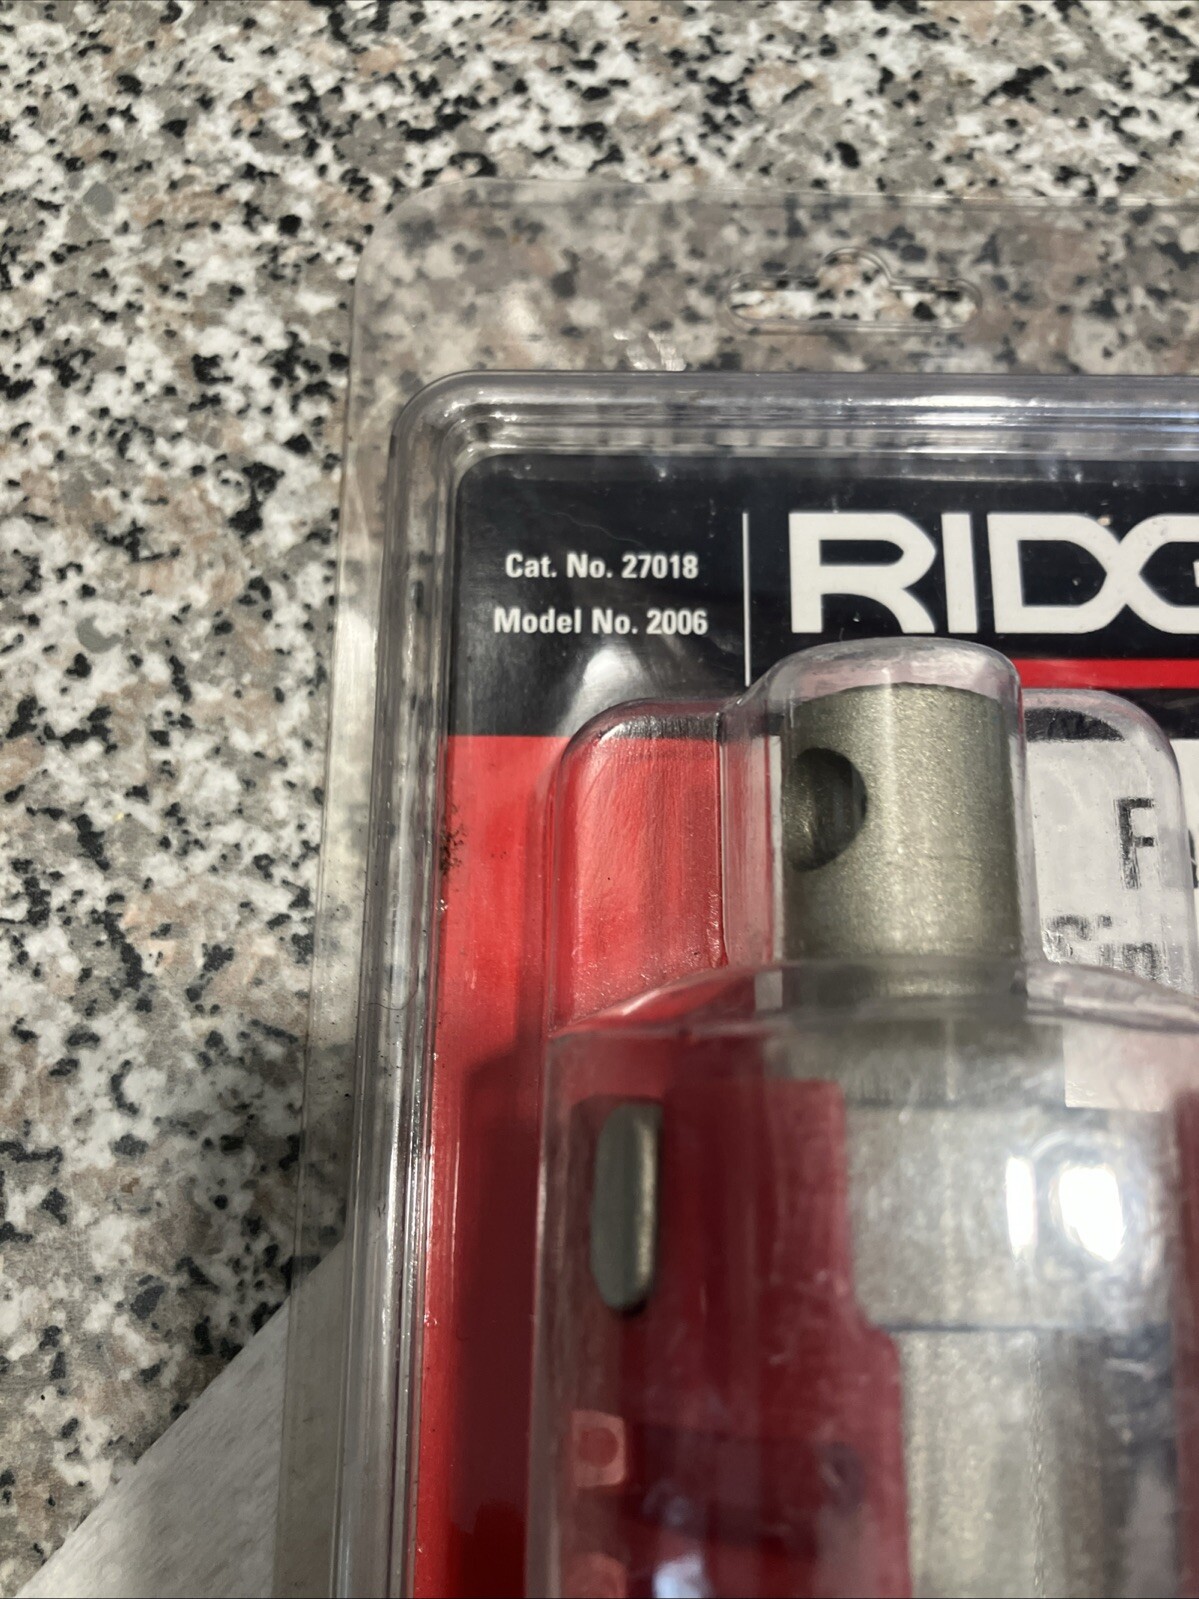 Cat. No. 27018
Model No. 2006
RIDG
F